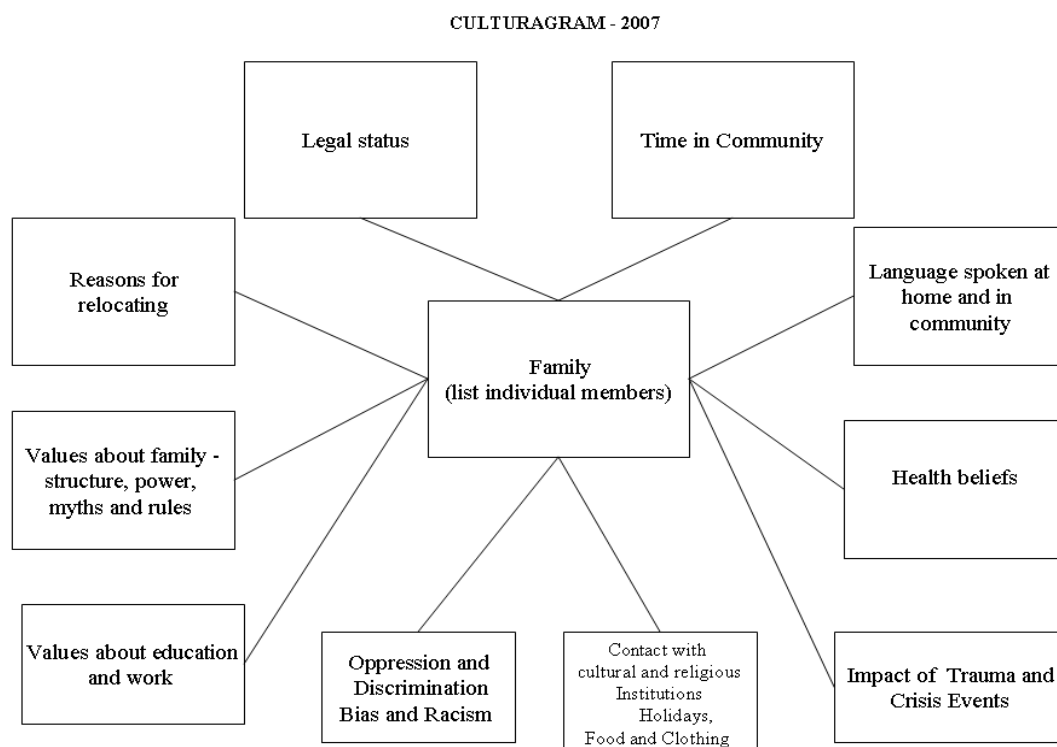 CULTURAGRAM - 2007
Legal status
Time in Community
Reasons for
relocating
Language spoken at
home and in
community
Family
(list individual members)
Values about family -
structure, power,
myths and rules
Health beliefs
Values about education
and work
Oppression and
Discrimination
Bias and Racism
Contact with
cultural and religious
Institutions
Holidays,
Food and Clothing
Impact of Trauma and
Crisis Events